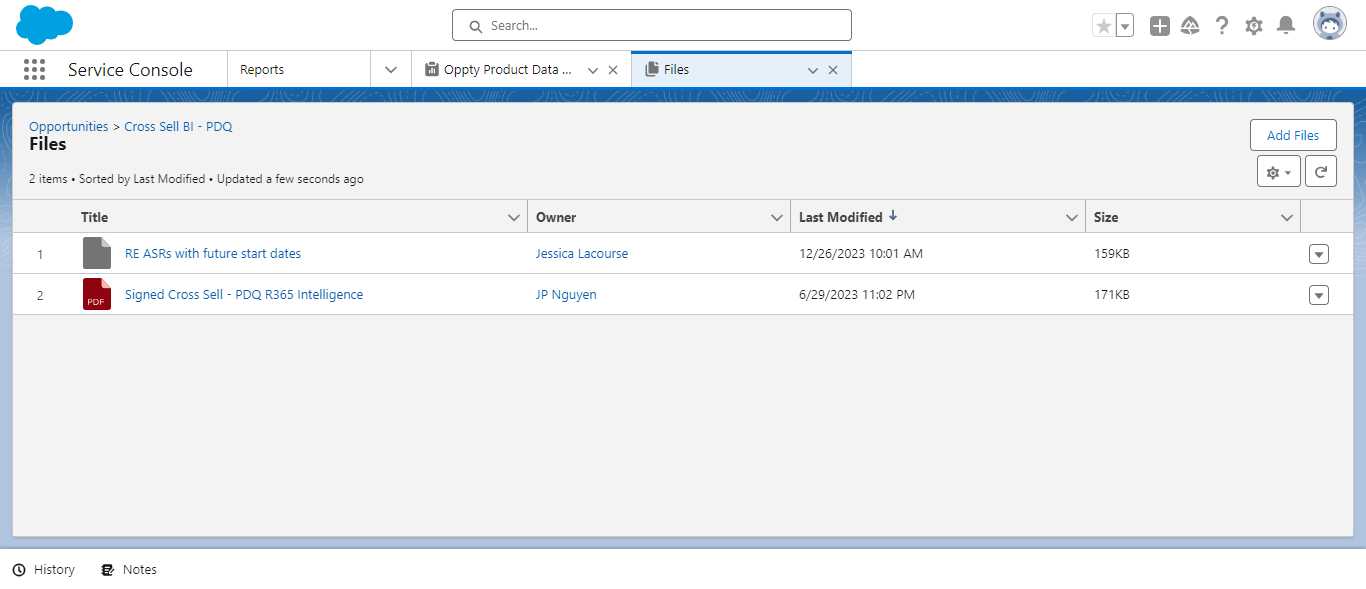 Search...
Service Console
Reports
Oppty Product Data ...
Files
Opportunities > Cross Sell BI - PDQ
Files
Add Files
2 items • Sorted by Last Modified • Updated a few seconds ago
Title Owner Last Modified Size
1 RE ASRs with future start dates Jessica Lacourse 12/26/2023 10:01 AM 159KB
2 PDF Signed Cross Sell - PDQ R365 Intelligence JP Nguyen 6/29/2023 11:02 PM 171KB
History Notes